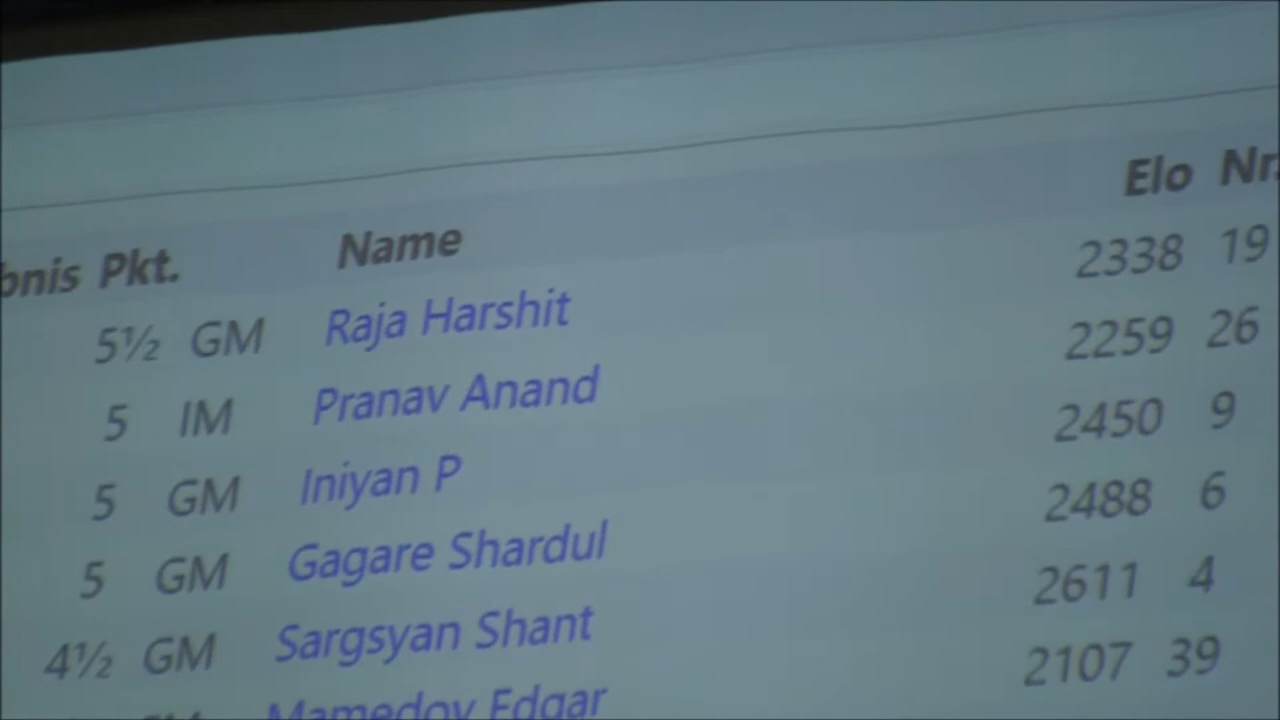 bnis Pkt. Name Elo Nr.
5½ GM Raja Harshit 2338 19
5 IM Pranav Anand 2259 26
5 GM Iniyan P 2450 9
5 GM Gagare Shardul 2488 6
4½ GM Sargsyan Shant 2611 4
Mamedov Edgar 2107 39